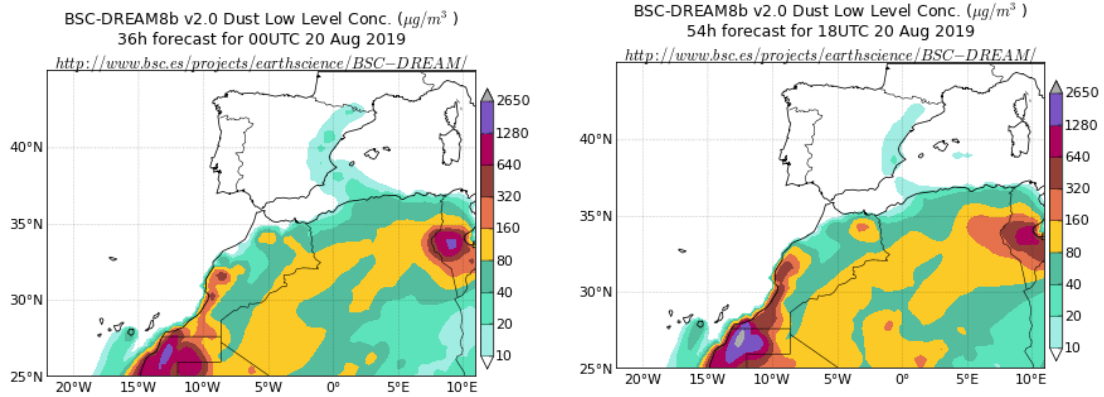 BSC-DREAM8b v2.0 Dust Low Level Conc. (μg/m³ )
36h forecast for 00UTC 20 Aug 2019
http://www.bsc.es/projects/earthscience/BSC−DREAM/
40°N
35°N
30°N
25°N
20°W
15°W
10°W
5°W
0°
5°E
10°E
2650
1280
640
320
160
80
40
20
10
BSC-DREAM8b v2.0 Dust Low Level Conc. (μg/m³ )
54h forecast for 18UTC 20 Aug 2019
http://www.bsc.es/projects/earthscience/BSC−DREAM/
40°N
35°N
30°N
25°N
20°W
15°W
10°W
5°W
0°
5°E
10°E
2650
1280
640
320
160
80
40
20
10